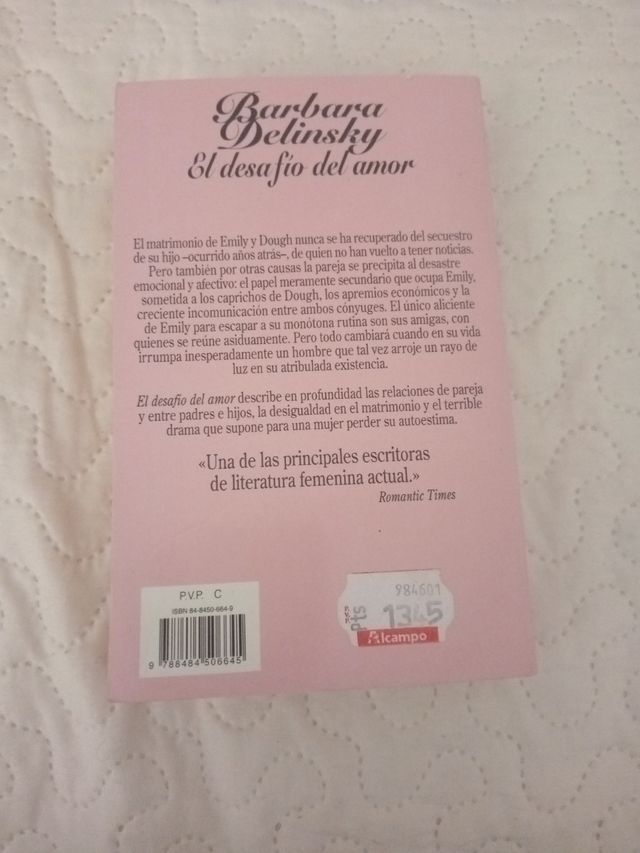 Barbara
Delinsky
El desafío del amor
El matrimonio de Emily y Dough nunca se ha recuperado del secuestro
de su hijo –ocurrido años atrás–, de quien no han vuelto a tener noticias.
Pero también por otras causas la pareja se precipita al desastre
emocional y afectivo: el papel meramente secundario que ocupa Emily,
sometida a los caprichos de Dough, los apremios económicos y la
creciente incomunicación entre ambos cónyuges. El único aliciente
de Emily para escapar a su monótona rutina son sus amigas, con
quienes se reúne asiduamente. Pero todo cambiará cuando en su vida
irrumpa inesperadamente un hombre que tal vez arroje un rayo de
luz en su atribulada existencia.
El desafío del amor describe en profundidad las relaciones de pareja
y entre padres e hijos, la desigualdad en el matrimonio y el terrible
drama que supone para una mujer perder su autoestima.
«Una de las principales escritoras
de literatura femenina actual.»
Romantic Times
P.V.P. C
ISBN 84-8450-664-9
9 788484 506645
984601
Pts 1345
Alcampo